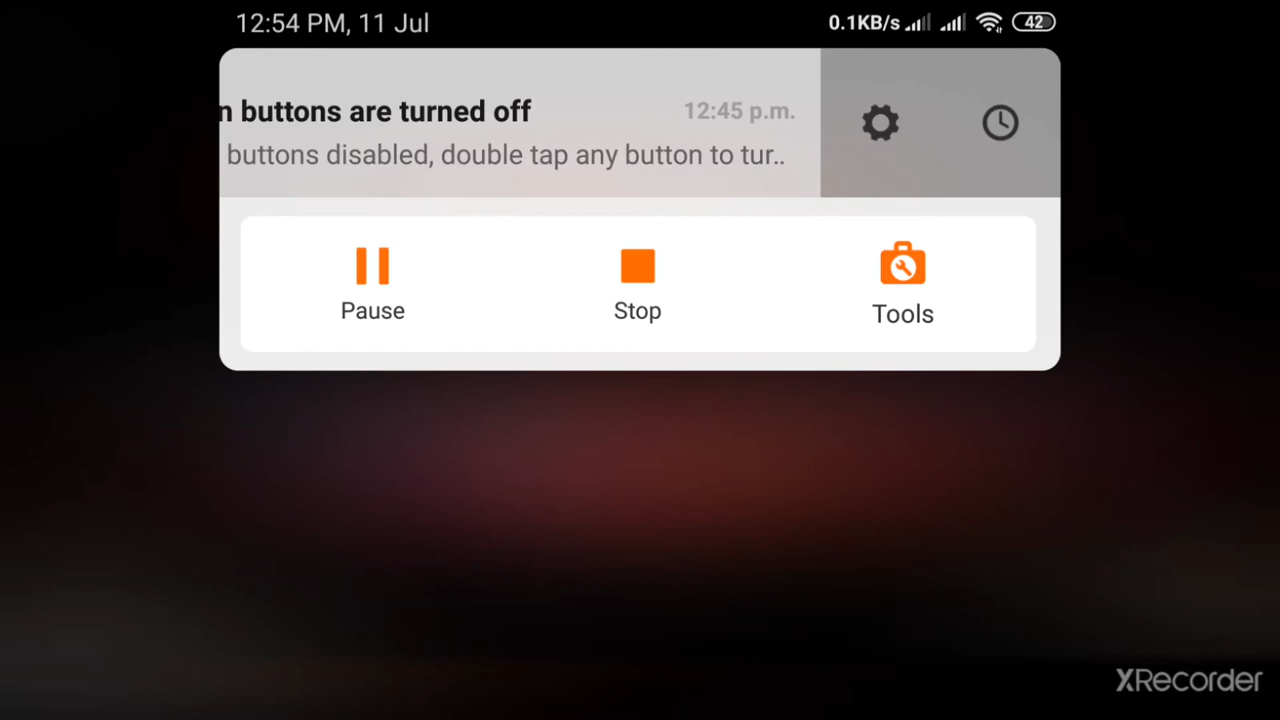 12:54 PM, 11 Jul 0.1KB/s 42
buttons are turned off 12:45 p.m.
buttons disabled, double tap any button to tur..
Pause Stop Tools
XRecorder